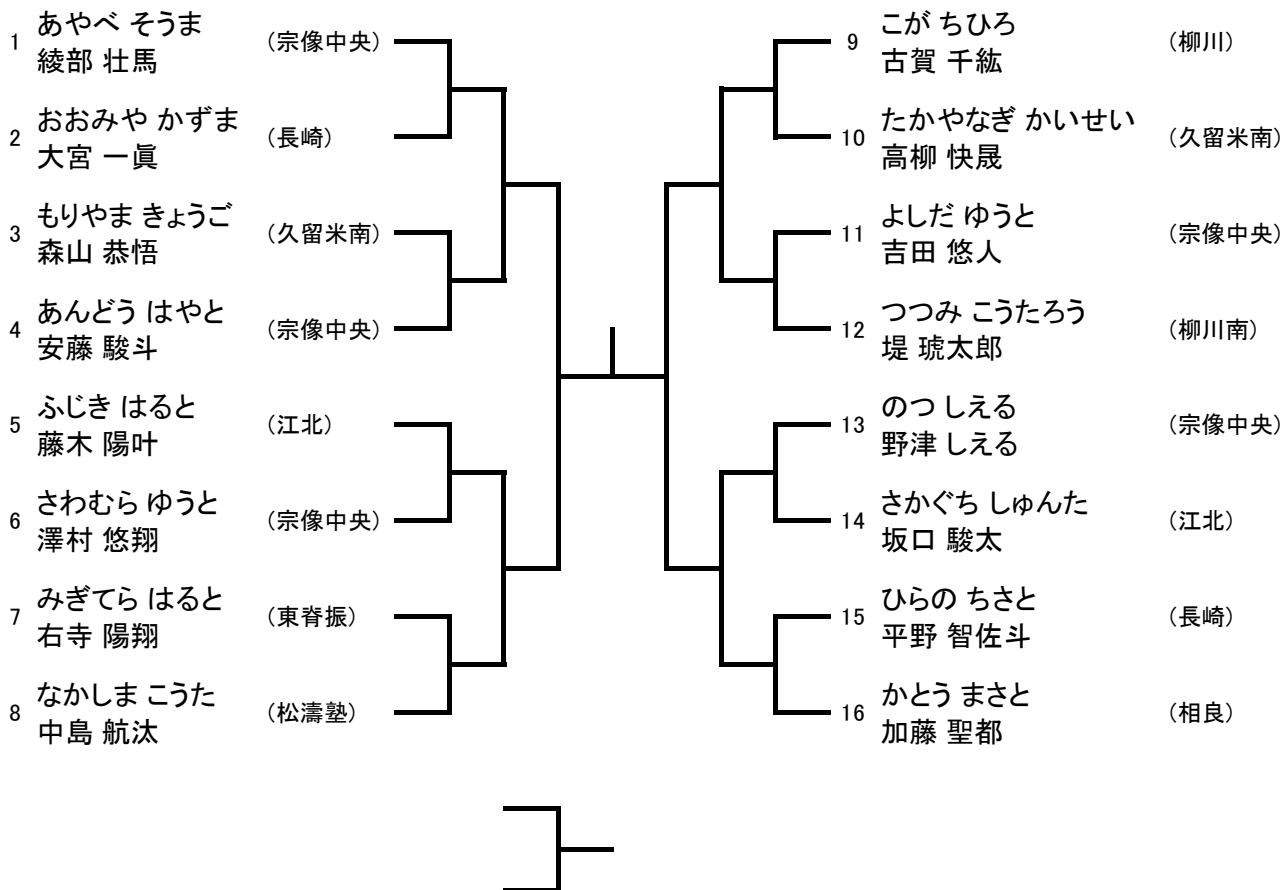 1 あやべ そうま (宗像中央)
綾部 壮馬
2 おおみや かずま (長崎)
大宮 一眞
3 もりやま きょうご (久留米南)
森山 恭悟
4 あんどう はやと (宗像中央)
安藤 駿斗
5 ふじき はると (江北)
藤木 陽叶
6 さわむら ゆうと (宗像中央)
澤村 悠翔
7 みぎてら はると (東脊振)
右寺 陽翔
8 なかしま こうた (松濤塾)
中島 航汰
9 こが ちひろ (柳川)
古賀 千紘
10 たかやなぎ かいせい (久留米南)
高柳 快晟
11 よしだ ゆうと (宗像中央)
吉田 悠人
12 つつみ こうたろう (柳川南)
堤 琥太郎
13 のつ しえる (宗像中央)
野津 しえる
14 さかぐち しゅんた (江北)
坂口 駿太
15 ひらの ちさと (長崎)
平野 智佐斗
16 かとう まさと (相良)
加藤 聖都